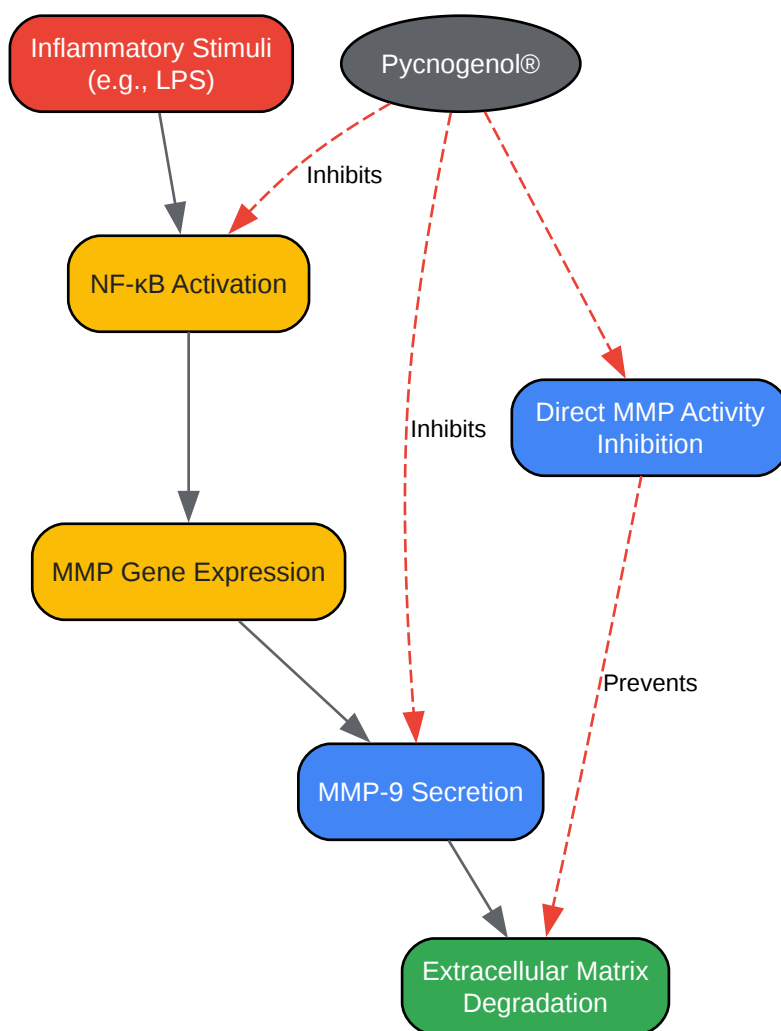 Inflammatory Stimuli
(e.g., LPS)
Pycnogenol®
Inhibits
NF-κB Activation
Direct MMP Activity
Inhibition
Inhibits
MMP Gene Expression
Prevents
MMP-9 Secretion
Extracellular Matrix
Degradation